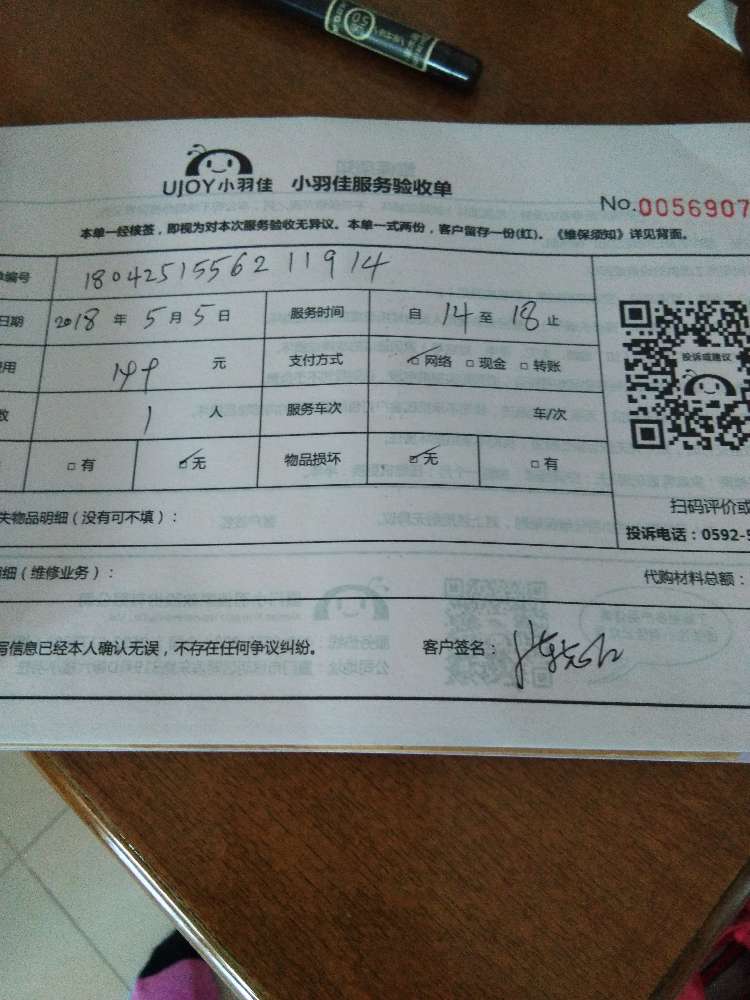 UJOY小羽佳 小羽佳服务验收单
No.0056907
本单一经核签，即视为对本次服务验收无异议。本单一式两份，客户留存一份(红)。《维保须知》详见背面。
单编号 180425155621 1914
日期 2018 年 5 月 5 日 服务时间 自 14 至 18 止
用 149 元 支付方式 网络 现金 转账
投诉或建议
数 1 人 服务车次 车/次
有 无 物品损坏 无 有
扫码评价或
失物品明细（没有可不填）：
投诉电话：0592-5
细（维修业务）：
代购材料总额：
写信息已经本人确认无误，不存在任何争议纠纷。 客户签名：